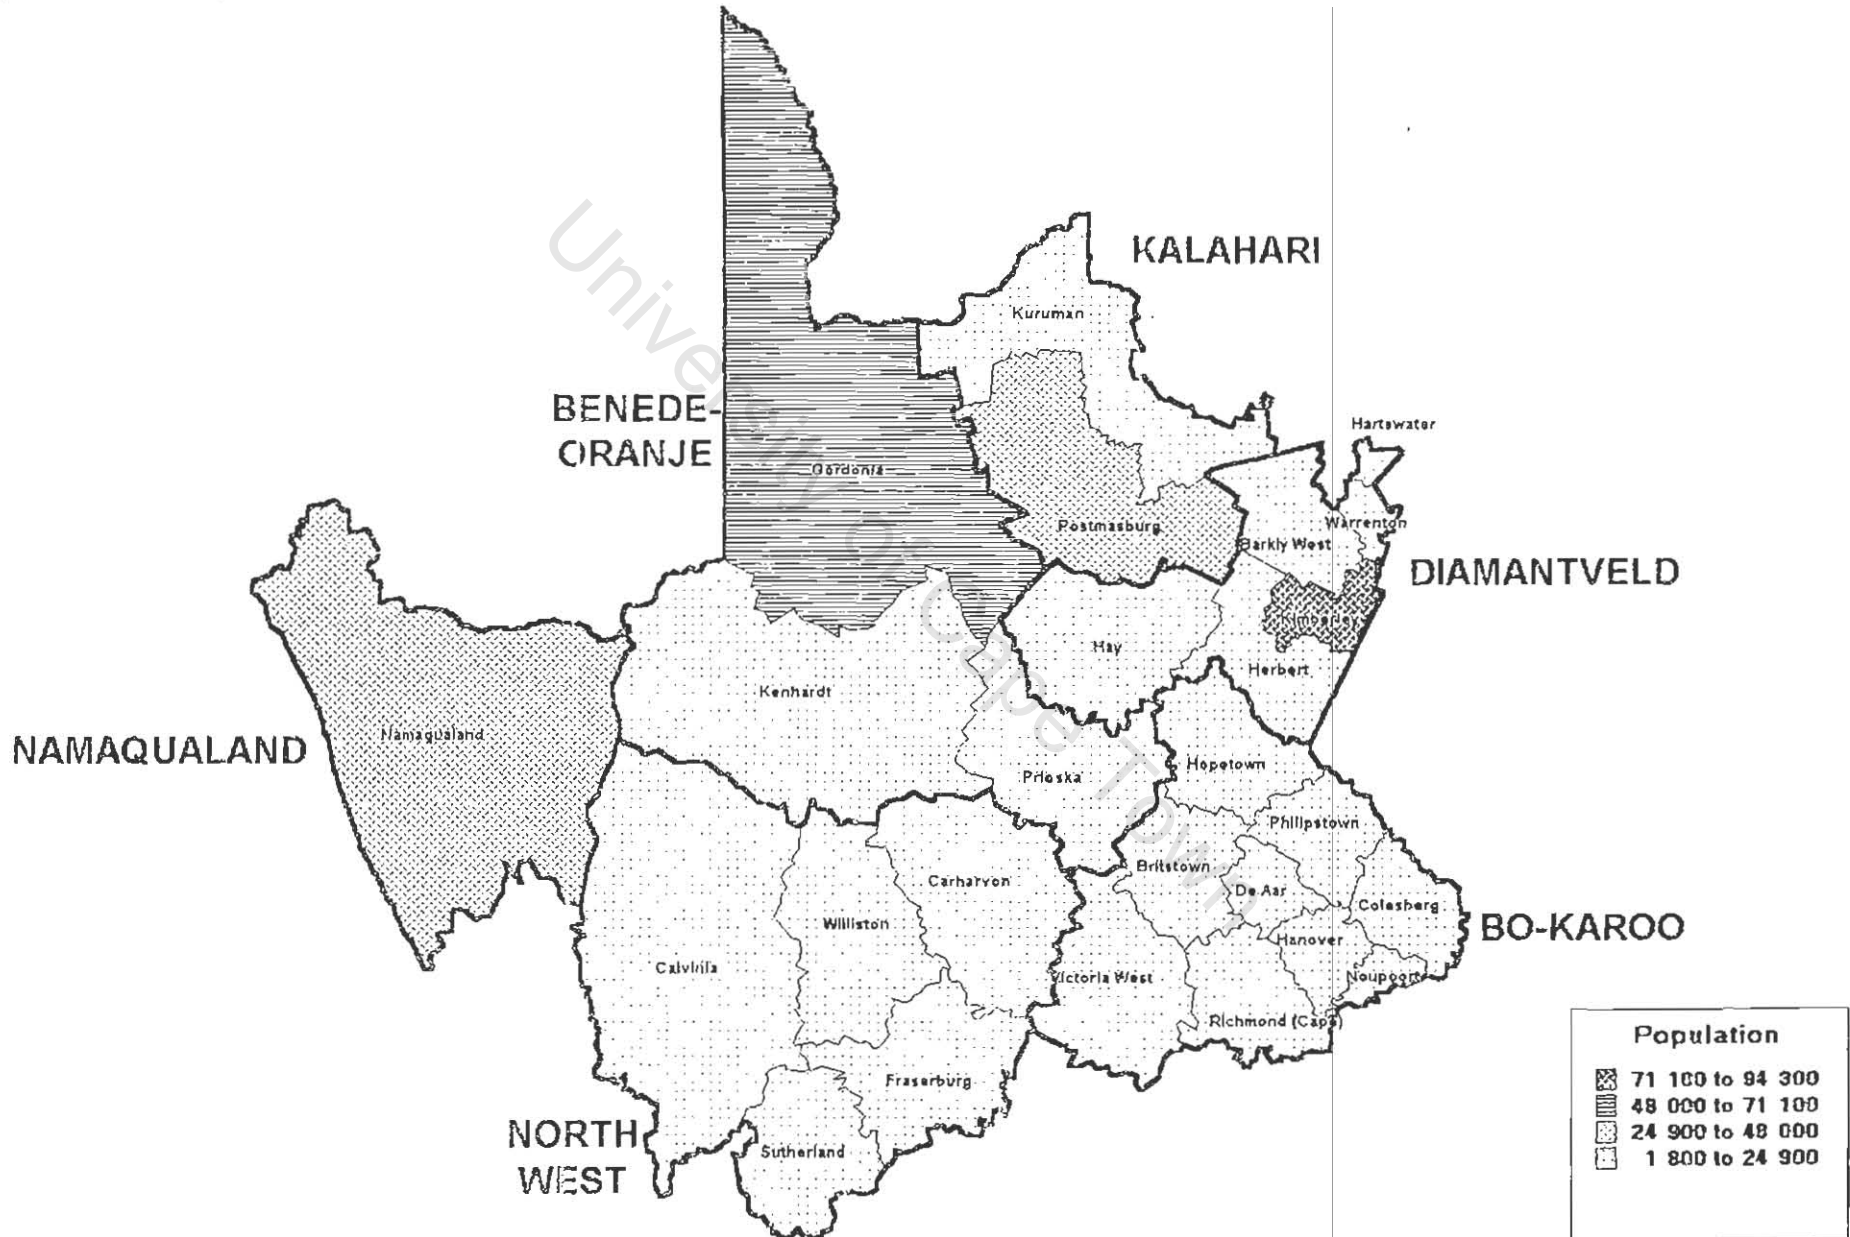 KALAHARI
Kuruman
BENEDE-
ORANJE
Hartswater
Gordonia
Postmasburg
Warrenton
Barkly West
DIAMANTVELD
Kimberley
Hay
Herbert
Kenhardt
NAMAQUALAND
Namaqualand
Prieska
Hopetown
Philipstown
Britstown
De Aar
Carnarvon
Colesberg
Williston
BO-KAROO
Hanover
Calvinia
Victoria West
Noupoort
Richmond (Cape)
Fraserburg
NORTH
WEST
Sutherland
Population
71 100 to 94 300
48 000 to 71 100
24 900 to 48 000
1 800 to 24 900
University of Cape Town